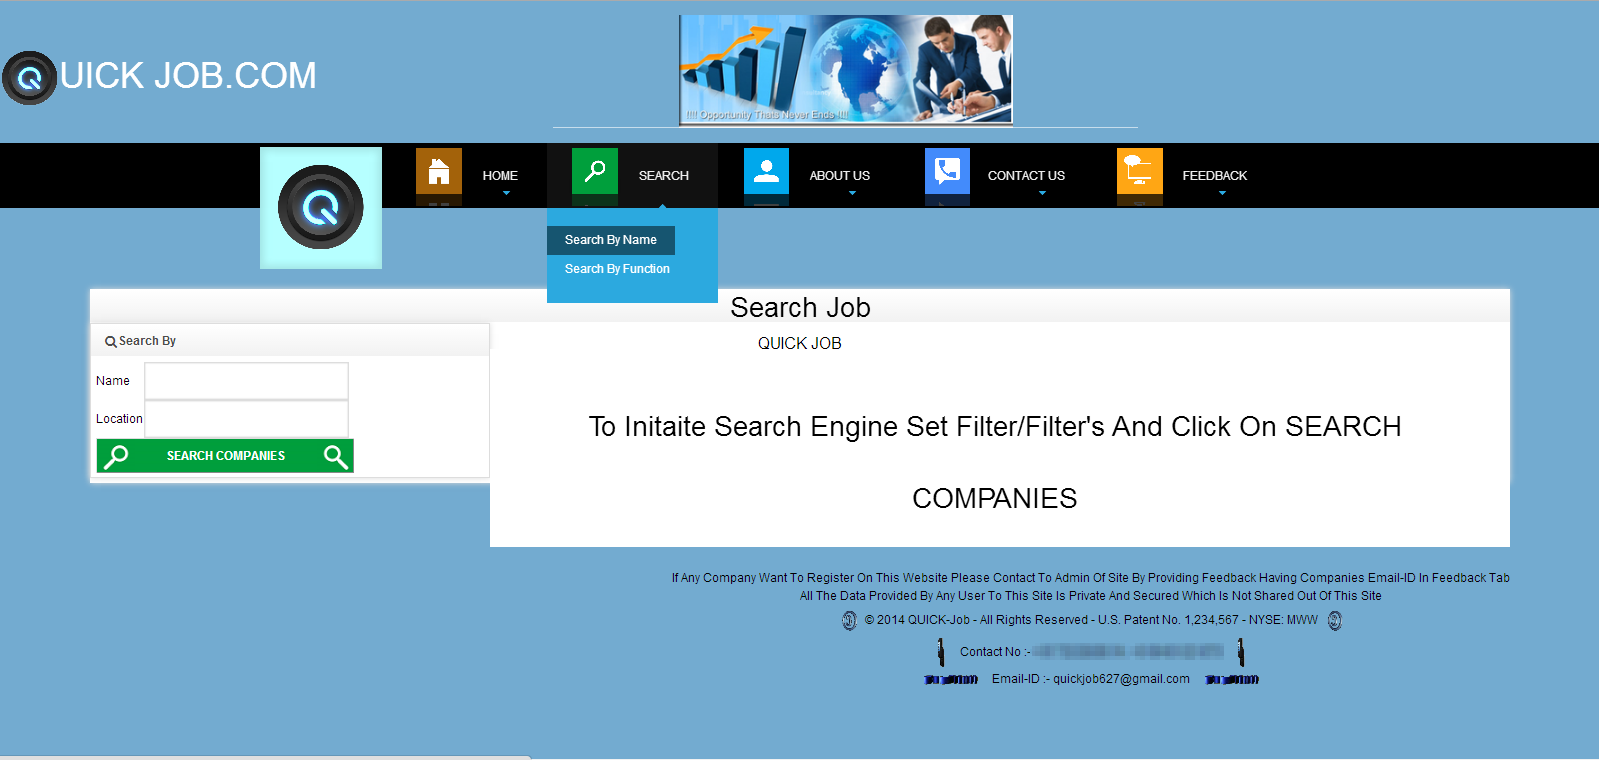 UICK JOB.COM
!!!! Opportunity Thats Never Ends !!!!
HOME
SEARCH
ABOUT US
CONTACT US
FEEDBACK
Search By Name
Search By Function
Search Job
Search By
QUICK JOB
Name
Location
SEARCH COMPANIES
To Initaite Search Engine Set Filter/Filter's And Click On SEARCH
COMPANIES
If Any Company Want To Register On This Website Please Contact To Admin Of Site By Providing Feedback Having Companies Email-ID In Feedback Tab
All The Data Provided By Any User To This Site Is Private And Secured Which Is Not Shared Out Of This Site
© 2014 QUICK-Job - All Rights Reserved - U.S. Patent No. 1,234,567 - NYSE: MWW
Contact No :-
Email-ID :- quickjob627@gmail.com